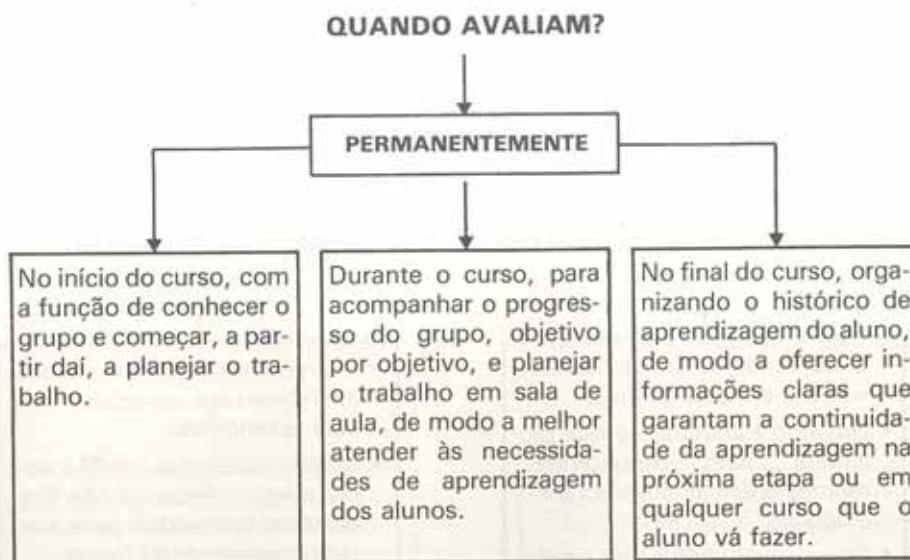 QUANDO AVALIAM?
PERMANENTEMENTE
No início do curso, com
a função de conhecer o
grupo e começar, a par-
tir daí, a planejar o tra-
balho.
Durante o curso, para
acompanhar o progres-
so do grupo, objetivo
por objetivo, e planejar
o trabalho em sala de
aula, de modo a melhor
atender às necessida-
des de aprendizagem
dos alunos.
No final do curso, orga-
nizando o histórico de
aprendizagem do aluno,
de modo a oferecer in-
formações claras que
garantam a continuida-
de da aprendizagem na
próxima etapa ou em
qualquer curso que o
aluno vá fazer.